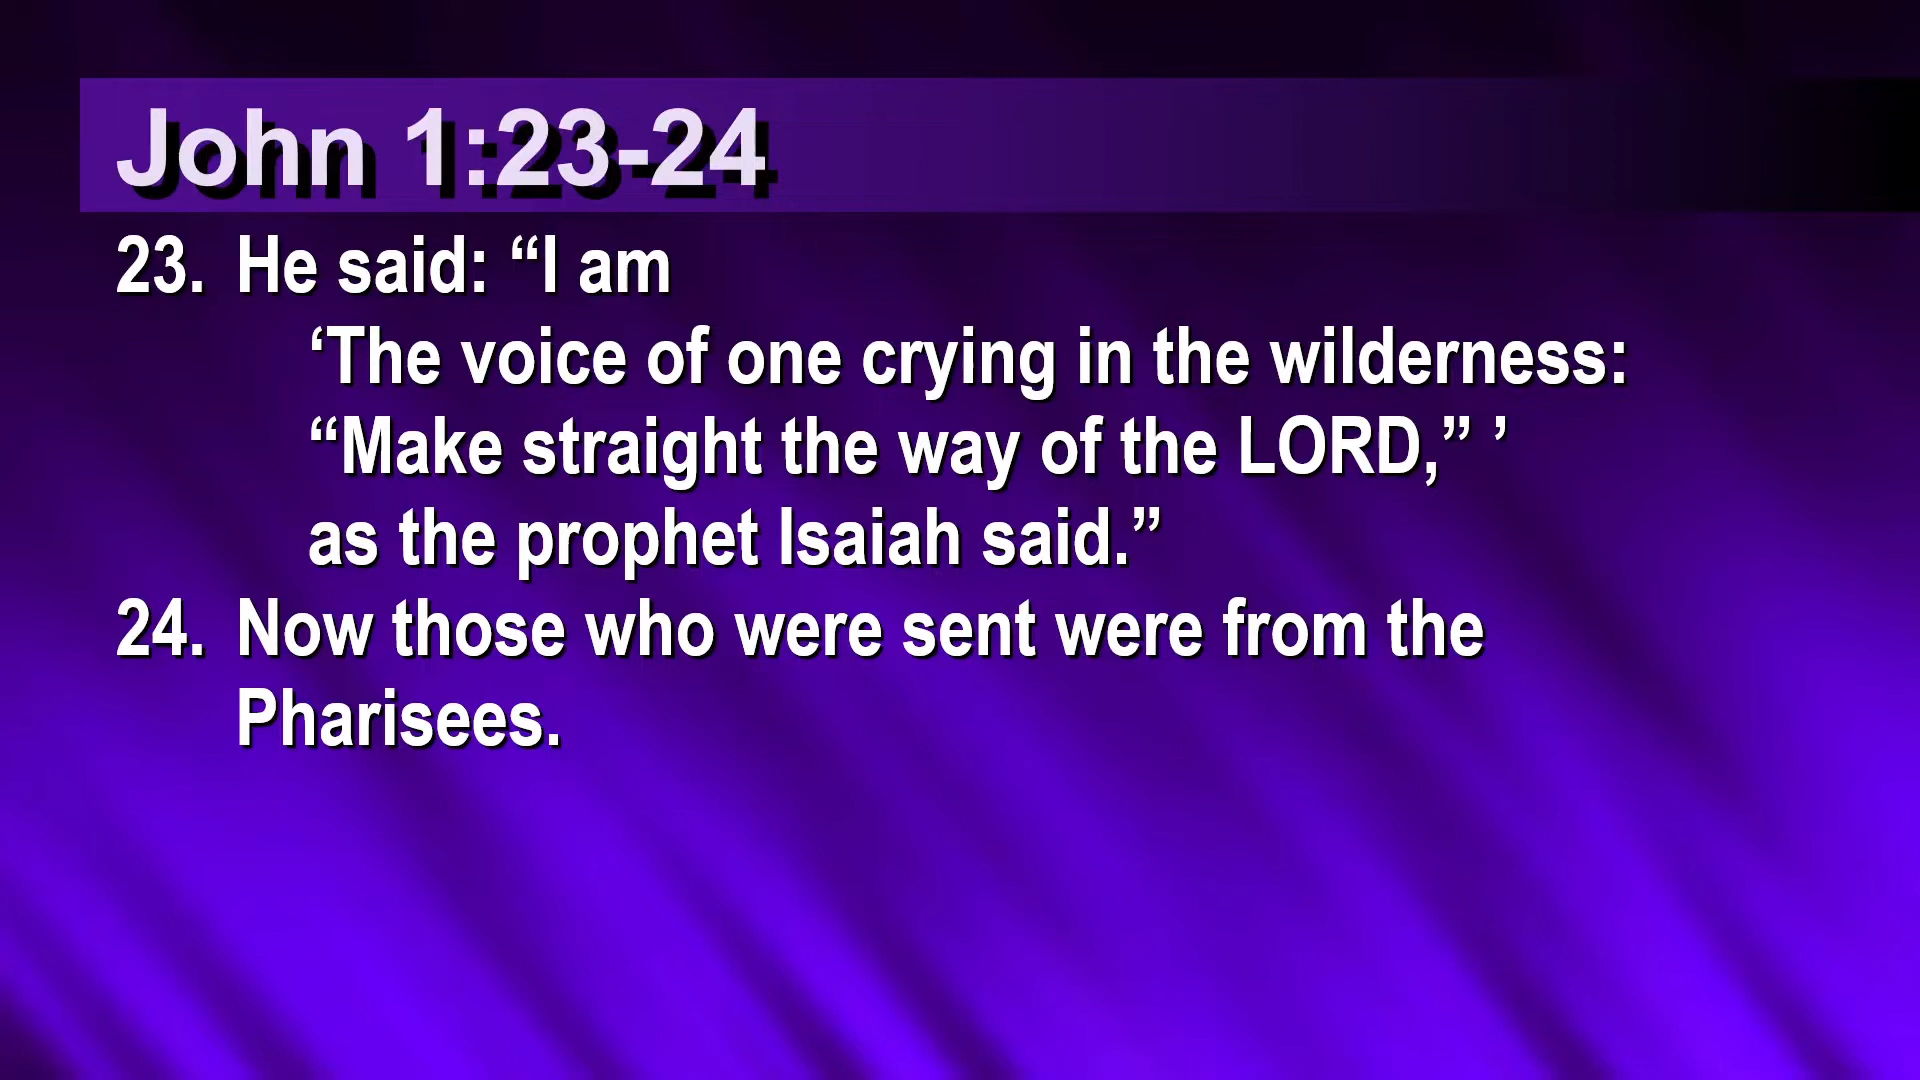 John 1:23-24
23. He said: “I am
‘The voice of one crying in the wilderness:
“Make straight the way of the LORD,” ’
as the prophet Isaiah said.”
24. Now those who were sent were from the
Pharisees.